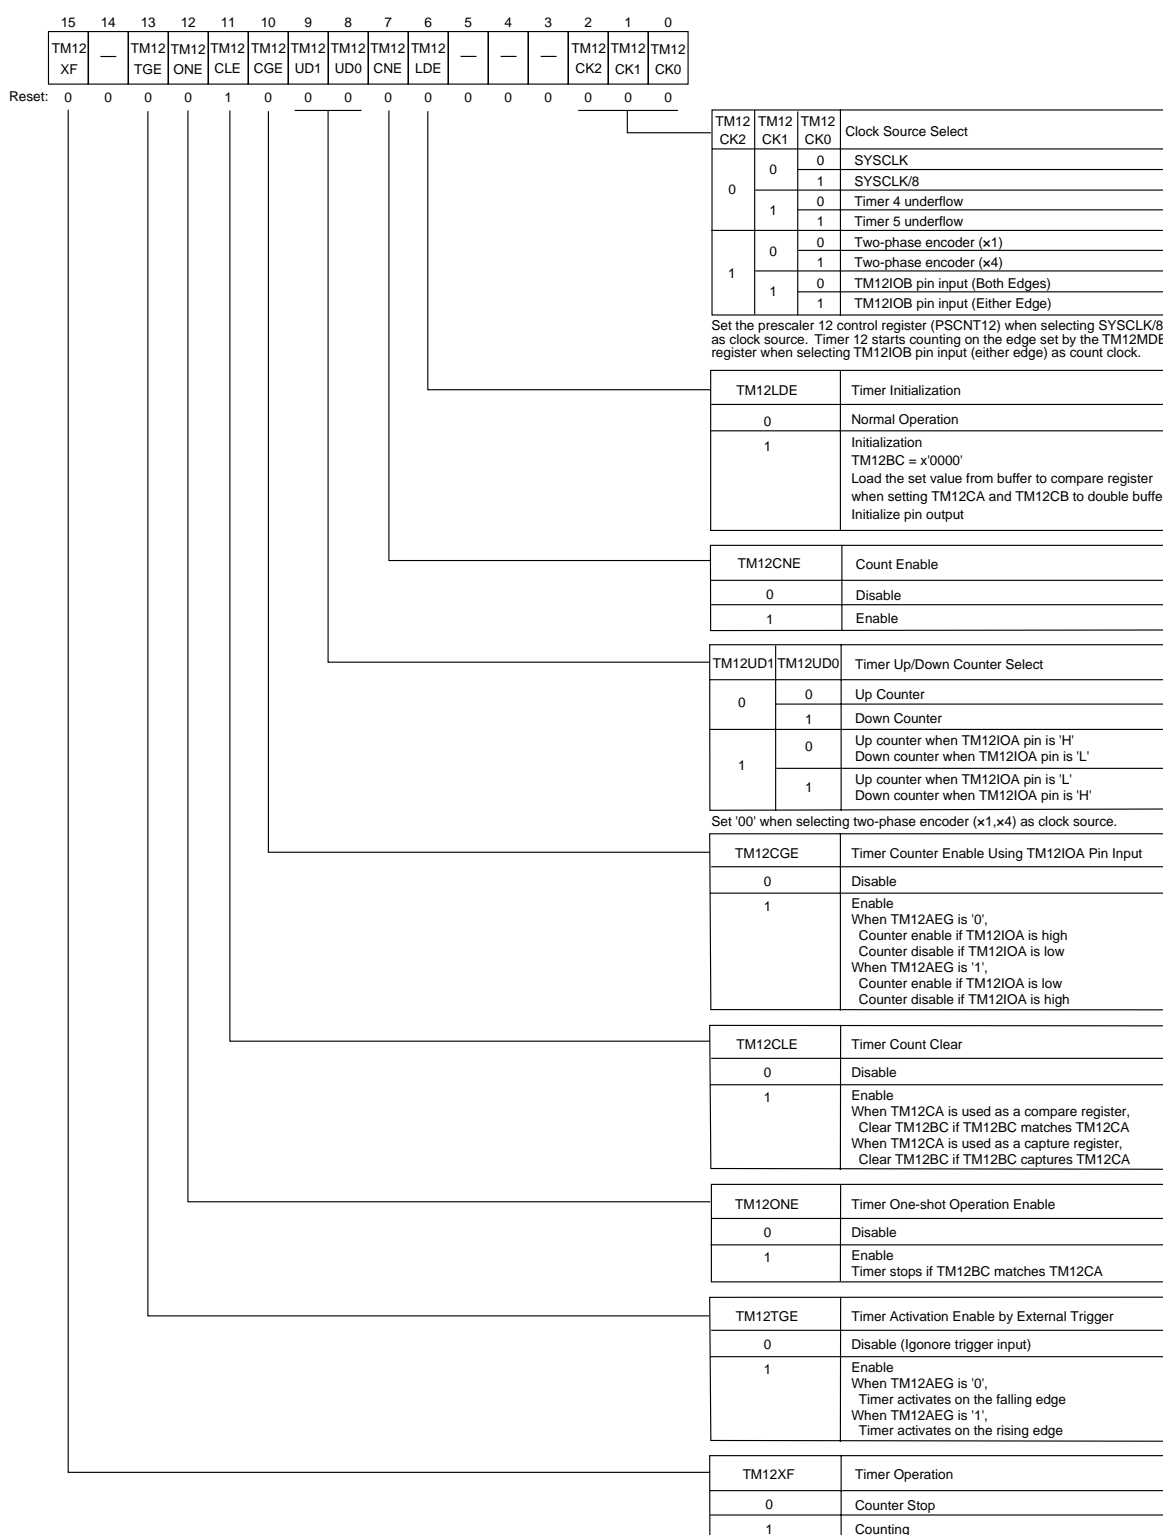 15 14 13 12 11 10 9 8 7 6 5 4 3 2 1 0
TM12 XF — TM12 TGE TM12 ONE TM12 CLE TM12 CGE TM12 UD1 TM12 UD0 TM12 CNE TM12 LDE — — — TM12 CK2 TM12 CK1 TM12 CK0
Reset: 0 0 0 0 1 0 0 0 0 0 0 0 0 0 0 0
TM12 CK2 TM12 CK1 TM12 CK0 Clock Source Select
0 0 0 SYSCLK
1 SYSCLK/8
1 0 Timer 4 underflow
1 Timer 5 underflow
1 0 0 Two-phase encoder (×1)
1 Two-phase encoder (×4)
1 0 TM12IOB pin input (Both Edges)
1 TM12IOB pin input (Either Edge)
Set the prescaler 12 control register (PSCNT12) when selecting SYSCLK/8
as clock source. Timer 12 starts counting on the edge set by the TM12MDB
register when selecting TM12IOB pin input (either edge) as count clock.
TM12LDE Timer Initialization
0 Normal Operation
1 Initialization
TM12BC = x'0000'
Load the set value from buffer to compare register
when setting TM12CA and TM12CB to double buffe
Initialize pin output
TM12CNE Count Enable
0 Disable
1 Enable
TM12UD1 TM12UD0 Timer Up/Down Counter Select
0 0 Up Counter
1 Down Counter
1 0 Up counter when TM12IOA pin is 'H'
Down counter when TM12IOA pin is 'L'
1 Up counter when TM12IOA pin is 'L'
Down counter when TM12IOA pin is 'H'
Set '00' when selecting two-phase encoder (×1,×4) as clock source.
TM12CGE Timer Counter Enable Using TM12IOA Pin Input
0 Disable
1 Enable
When TM12AEG is '0',
Counter enable if TM12IOA is high
Counter disable if TM12IOA is low
When TM12AEG is '1',
Counter enable if TM12IOA is low
Counter disable if TM12IOA is high
TM12CLE Timer Count Clear
0 Disable
1 Enable
When TM12CA is used as a compare register,
Clear TM12BC if TM12BC matches TM12CA
When TM12CA is used as a capture register,
Clear TM12BC if TM12BC captures TM12CA
TM12ONE Timer One-shot Operation Enable
0 Disable
1 Enable
Timer stops if TM12BC matches TM12CA
TM12TGE Timer Activation Enable by External Trigger
0 Disable (Igonore trigger input)
1 Enable
When TM12AEG is '0',
Timer activates on the falling edge
When TM12AEG is '1',
Timer activates on the rising edge
TM12XF Timer Operation
0 Counter Stop
1 Counting